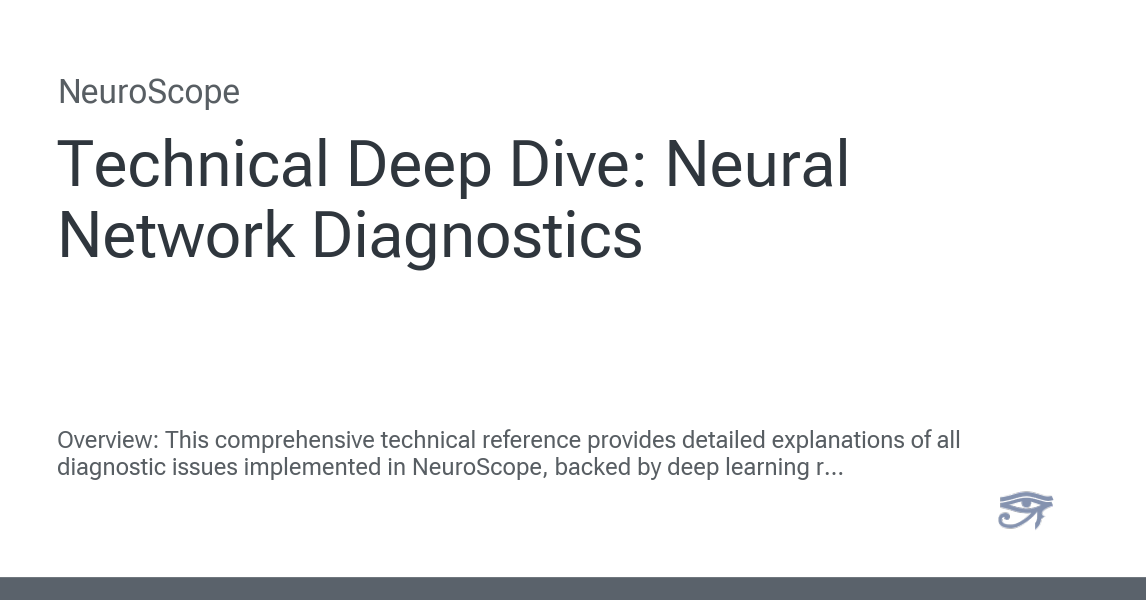 NeuroScope
Technical Deep Dive: Neural
Network Diagnostics
Overview: This comprehensive technical reference provides detailed explanations of all
diagnostic issues implemented in NeuroScope, backed by deep learning r...